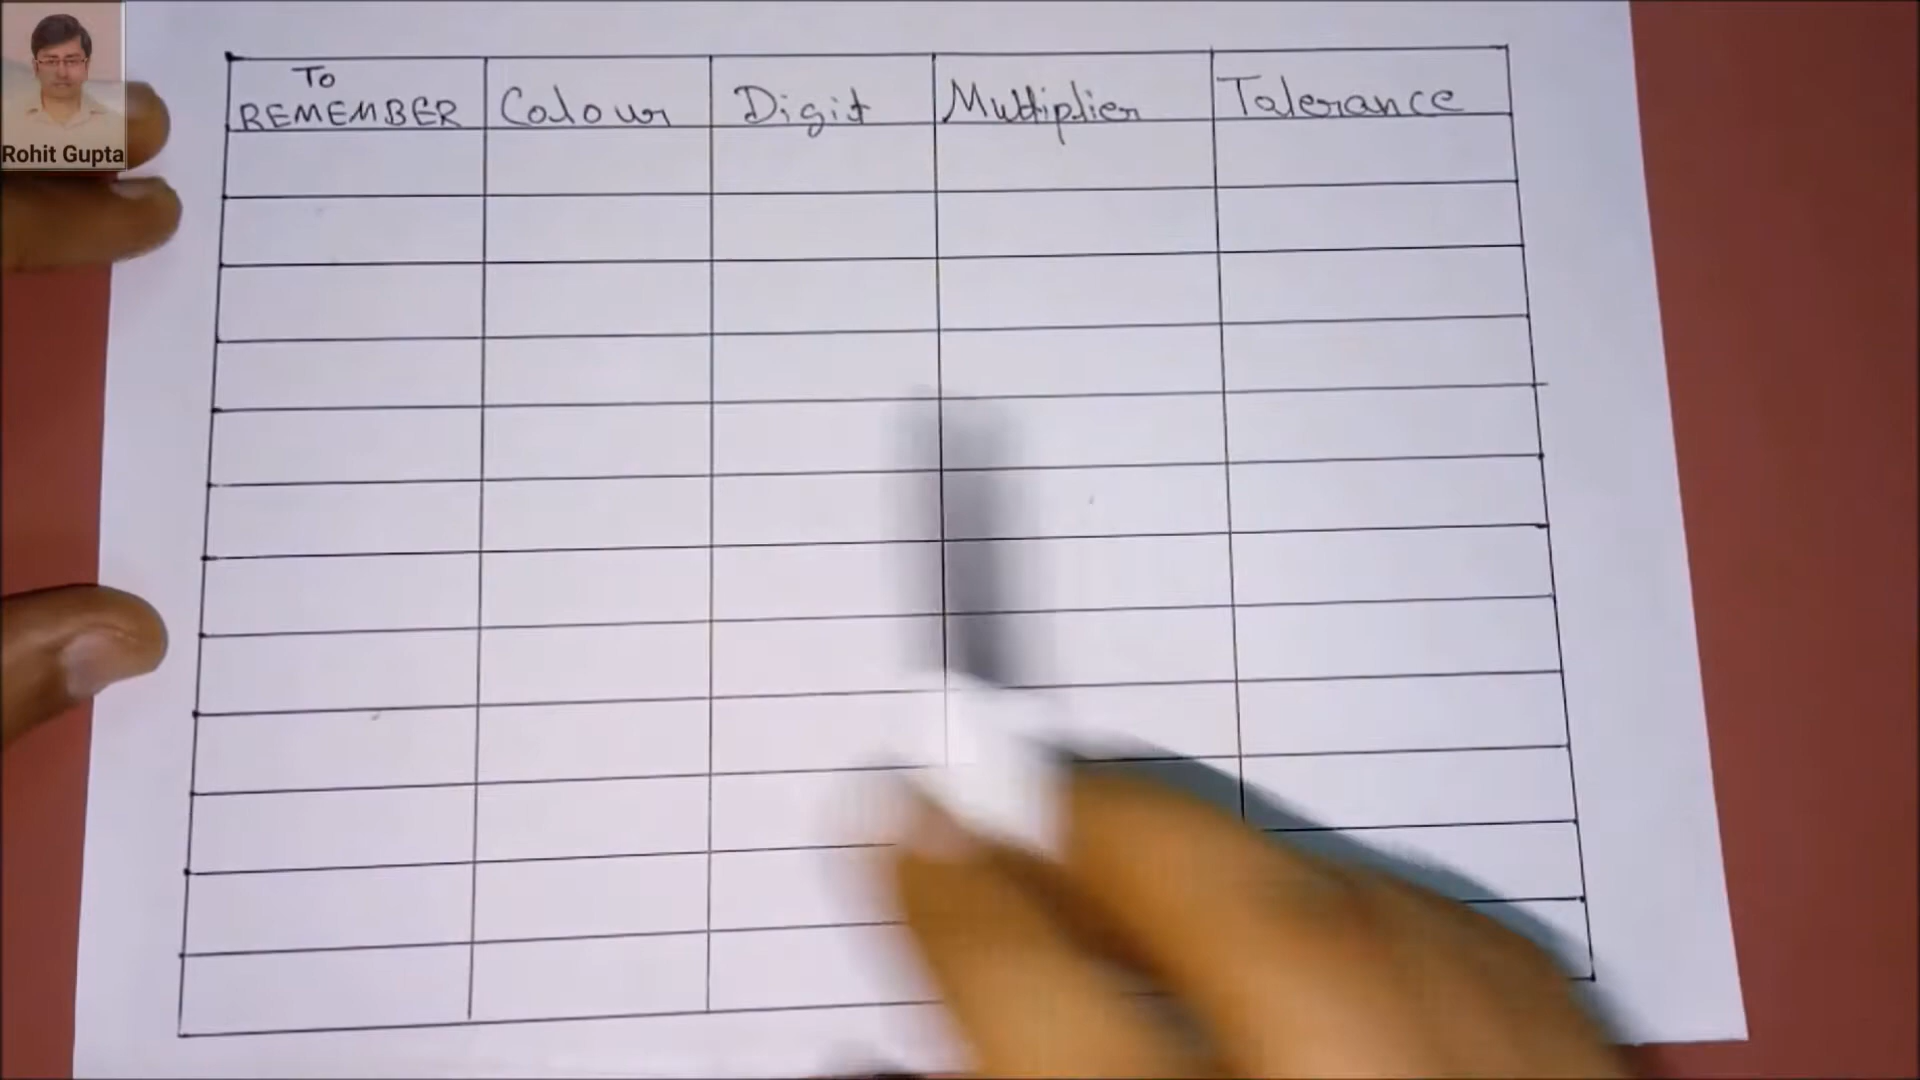 To
REMEMBER
Colour
Digit
Multiplier
Tolerance
Rohit Gupta